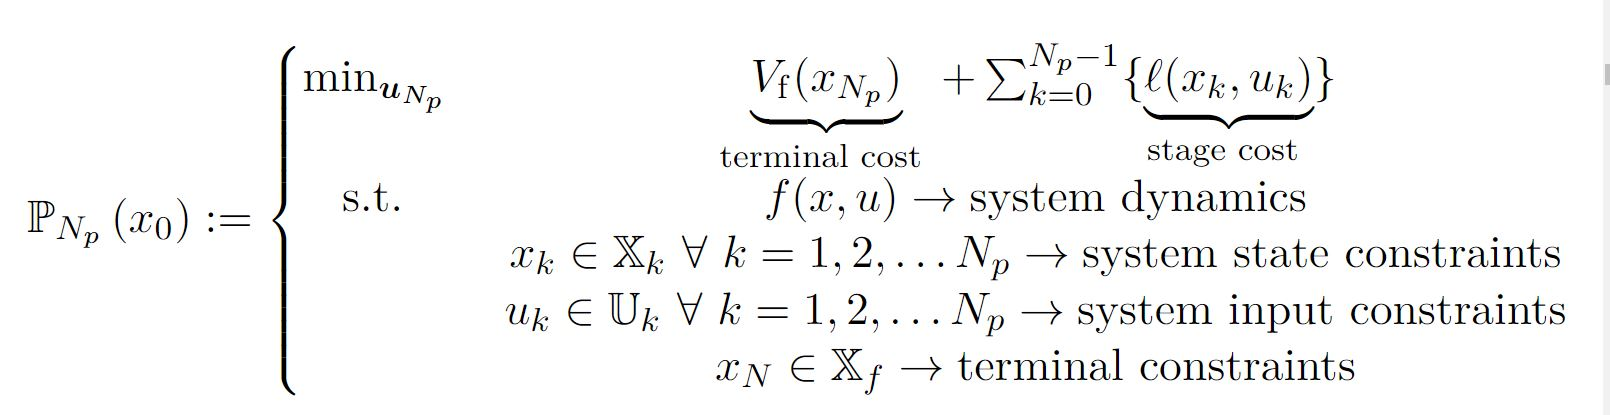 min_{𝒖_{N_p}} V_f(x_{N_p}) + ∑_{k=0}^{N_p−1} {ℓ(x_k, u_k)}
terminal cost stage cost
s.t. f(x, u) → system dynamics
ℙ_{N_p} (x_0) :=
x_k ∈ 𝕏_k ∀ k = 1, 2, … N_p → system state constraints
u_k ∈ 𝕌_k ∀ k = 1, 2, … N_p → system input constraints
x_N ∈ 𝕏_f → terminal constraints